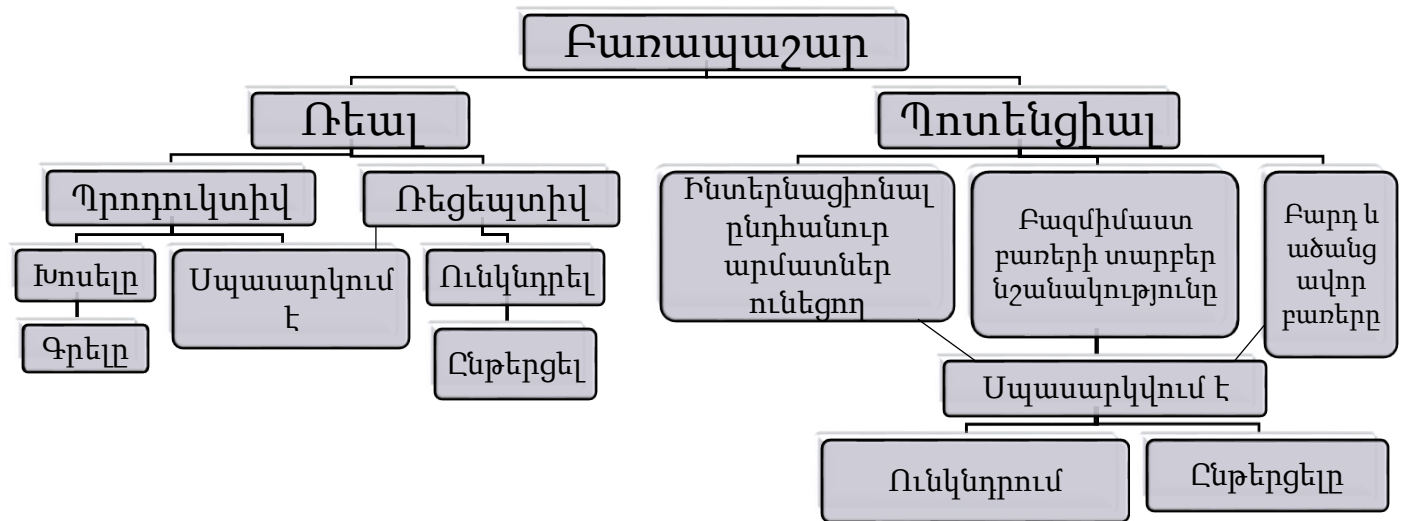 Բառապաշար
Ռեալ
Պոտենցիալ
Պրոդուկտիվ
Ռեցեպտիվ
Ինտերնացիոնալ
ընդհանուր
արմատներ
ունեցող
Բազմիմաստ
բառերի տարբեր
նշանակությունը
Բարդ և
ածանց
ավոր
բառերը
Խոսելը
Սպասարկում
է
Ունկնդրել
Գրելը
Ընթերցել
Սպասարկվում է
Ունկնդրում
Ընթերցելը